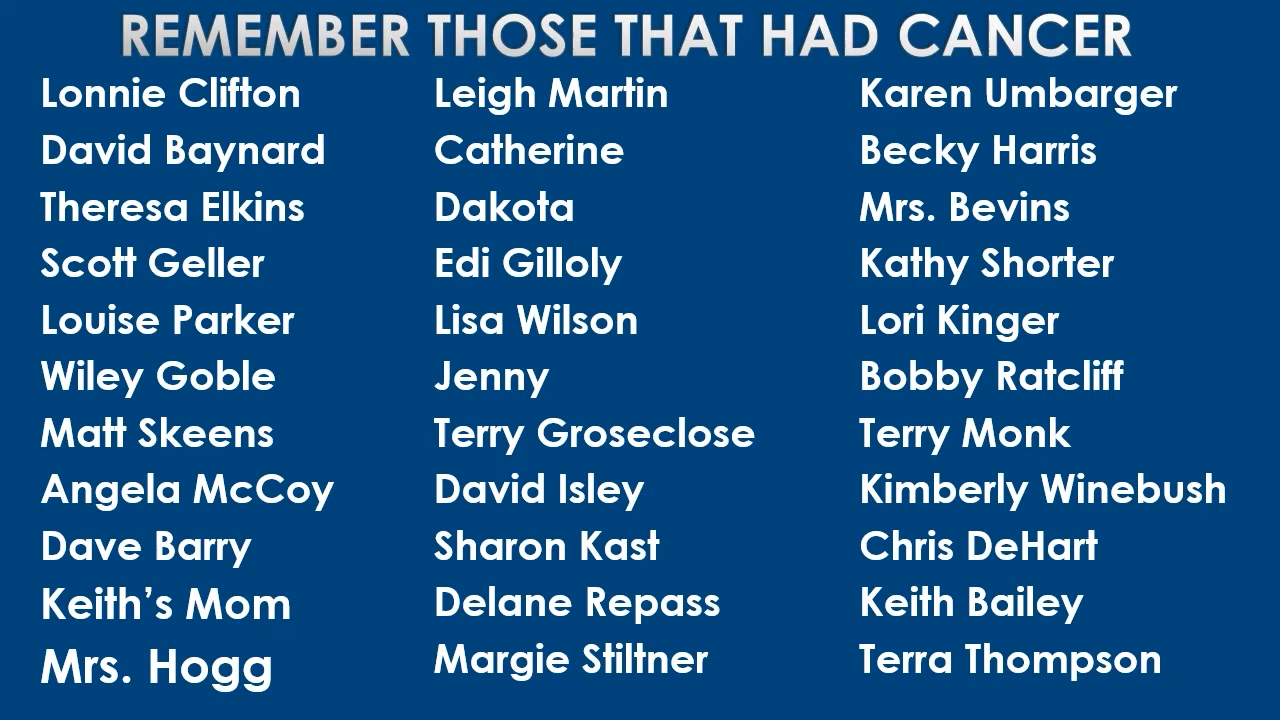 REMEMBER THOSE THAT HAD CANCER
Lonnie Clifton
David Baynard
Theresa Elkins
Scott Geller
Louise Parker
Wiley Goble
Matt Skeens
Angela McCoy
Dave Barry
Keith’s Mom
Mrs. Hogg
Leigh Martin
Catherine
Dakota
Edi Gilloly
Lisa Wilson
Jenny
Terry Groseclose
David Isley
Sharon Kast
Delane Repass
Margie Stiltner
Karen Umbarger
Becky Harris
Mrs. Bevins
Kathy Shorter
Lori Kinger
Bobby Ratcliff
Terry Monk
Kimberly Winebush
Chris DeHart
Keith Bailey
Terra Thompson